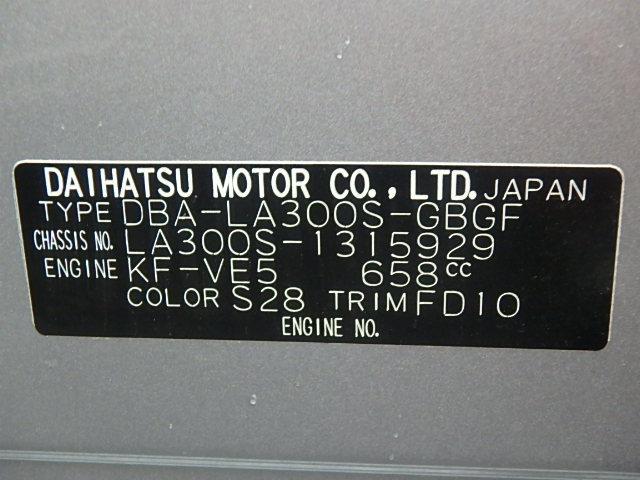 DAIHATSU MOTOR CO., LTD. JAPAN
TYPE DBA-LA300S-GBGF
CHASSIS NO. LA300S-1315929
ENGINE KF-VE5 658cc
COLOR S28 TRIM FD10
ENGINE NO.